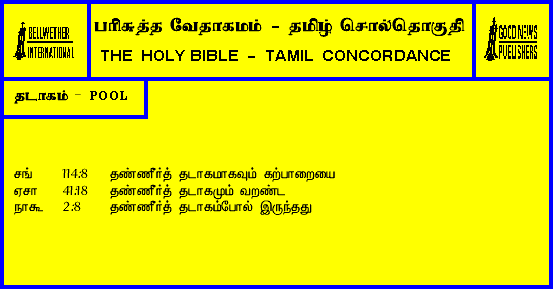 BELLWETHER
INTERNATIONAL
பரிசுத்த வேதாகமம் - தமிழ் சொல்தொகுதி
THE HOLY BIBLE - TAMIL CONCORDANCE
GOOD NEWS
PUBLISHERS
தடாகம் - POOL
சங் 114:8 தண்ணீர்த் தடாகமாகவும் கற்பாறையை
ஏசா 41:18 தண்ணீர்த் தடாகமும் வறண்ட
நாகூ 2:8 தண்ணீர்த் தடாகம்போல் இருந்தது